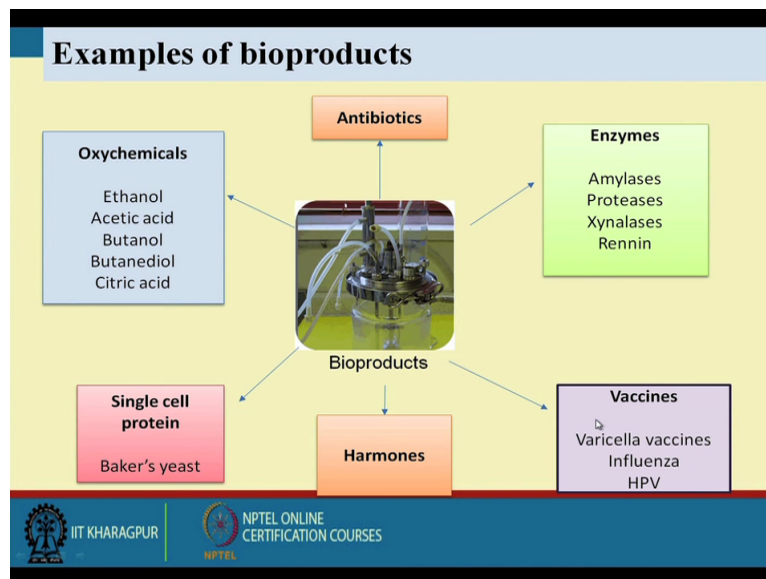 Examples of bioproducts
Antibiotics
Oxychemicals
Ethanol
Acetic acid
Butanol
Butanediol
Citric acid
Enzymes
Amylases
Proteases
Xynalases
Rennin
Bioproducts
Single cell
protein
Baker's yeast
Harmones
Vaccines
Varicella vaccines
Influenza
HPV
IIT KHARAGPUR
NPTEL
NPTEL ONLINE
CERTIFICATION COURSES